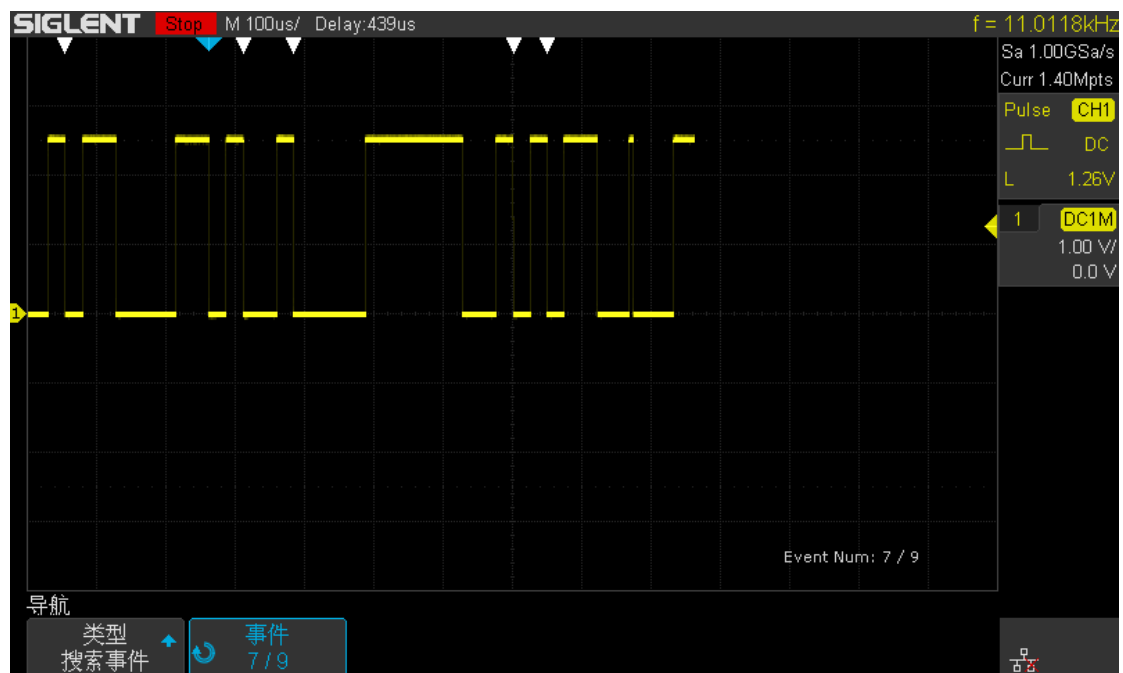 SIGLENT Stop M 100us/ Delay:439us f = 11.0118kHz
Sa 1.00GSa/s
Curr 1.40Mpts
Pulse CH1
DC
L 1.26V
1 DC1M
1.00 V/
0.0 V
1
Event Num: 7 / 9
导航
类型
搜索事件
事件
7 / 9